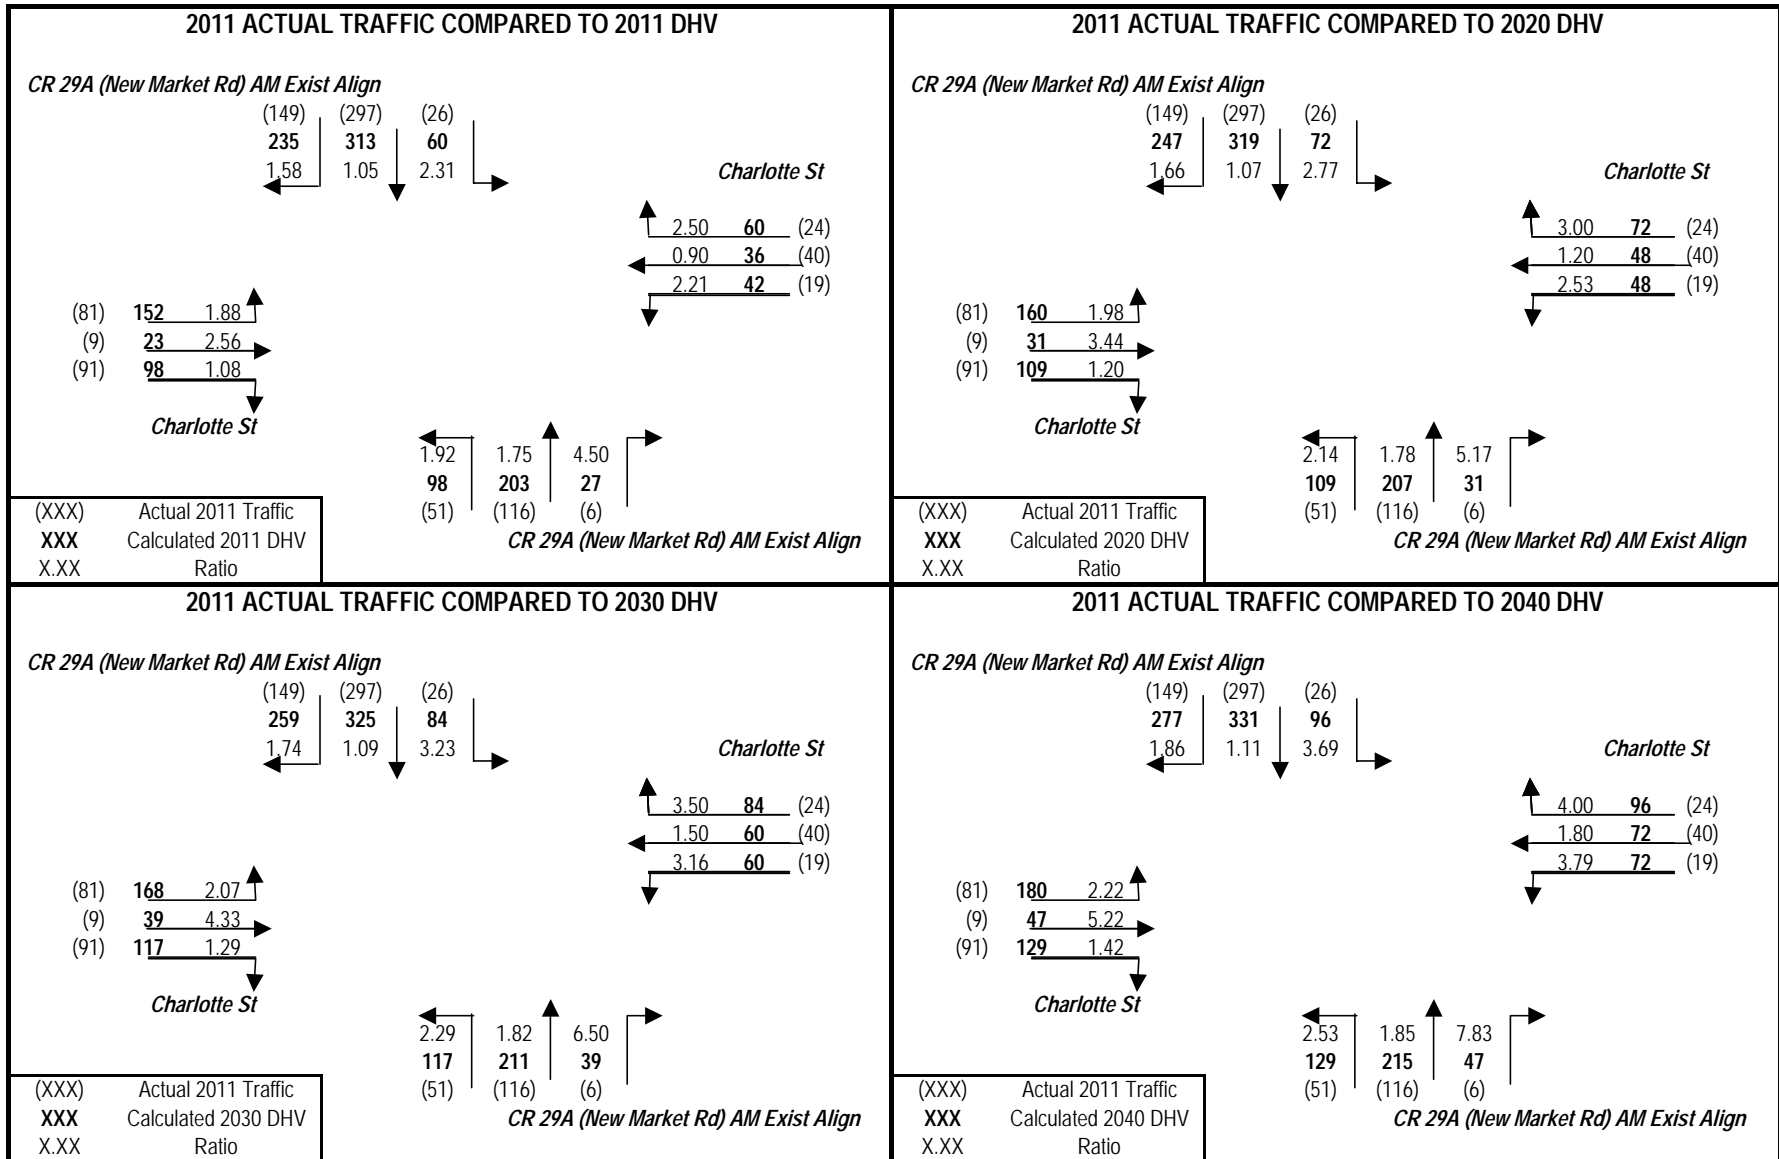 2011 ACTUAL TRAFFIC COMPARED TO 2011 DHV
CR 29A (New Market Rd) AM Exist Align
(149) (297) (26)
235 313 60
1.58 1.05 2.31
Charlotte St
2.50 60 (24)
0.90 36 (40)
2.21 42 (19)
(81) 152 1.88
(9) 23 2.56
(91) 98 1.08
Charlotte St
1.92 1.75 4.50
98 203 27
(51) (116) (6)
CR 29A (New Market Rd) AM Exist Align
(XXX) Actual 2011 Traffic
XXX Calculated 2011 DHV
X.XX Ratio
2011 ACTUAL TRAFFIC COMPARED TO 2020 DHV
CR 29A (New Market Rd) AM Exist Align
(149) (297) (26)
247 319 72
1.66 1.07 2.77
Charlotte St
3.00 72 (24)
1.20 48 (40)
2.53 48 (19)
(81) 160 1.98
(9) 31 3.44
(91) 109 1.20
Charlotte St
2.14 1.78 5.17
109 207 31
(51) (116) (6)
CR 29A (New Market Rd) AM Exist Align
(XXX) Actual 2011 Traffic
XXX Calculated 2020 DHV
X.XX Ratio
2011 ACTUAL TRAFFIC COMPARED TO 2030 DHV
CR 29A (New Market Rd) AM Exist Align
(149) (297) (26)
259 325 84
1.74 1.09 3.23
Charlotte St
3.50 84 (24)
1.50 60 (40)
3.16 60 (19)
(81) 168 2.07
(9) 39 4.33
(91) 117 1.29
Charlotte St
2.29 1.82 6.50
117 211 39
(51) (116) (6)
CR 29A (New Market Rd) AM Exist Align
(XXX) Actual 2011 Traffic
XXX Calculated 2030 DHV
X.XX Ratio
2011 ACTUAL TRAFFIC COMPARED TO 2040 DHV
CR 29A (New Market Rd) AM Exist Align
(149) (297) (26)
277 331 96
1.86 1.11 3.69
Charlotte St
4.00 96 (24)
1.80 72 (40)
3.79 72 (19)
(81) 180 2.22
(9) 47 5.22
(91) 129 1.42
Charlotte St
2.53 1.85 7.83
129 215 47
(51) (116) (6)
CR 29A (New Market Rd) AM Exist Align
(XXX) Actual 2011 Traffic
XXX Calculated 2040 DHV
X.XX Ratio